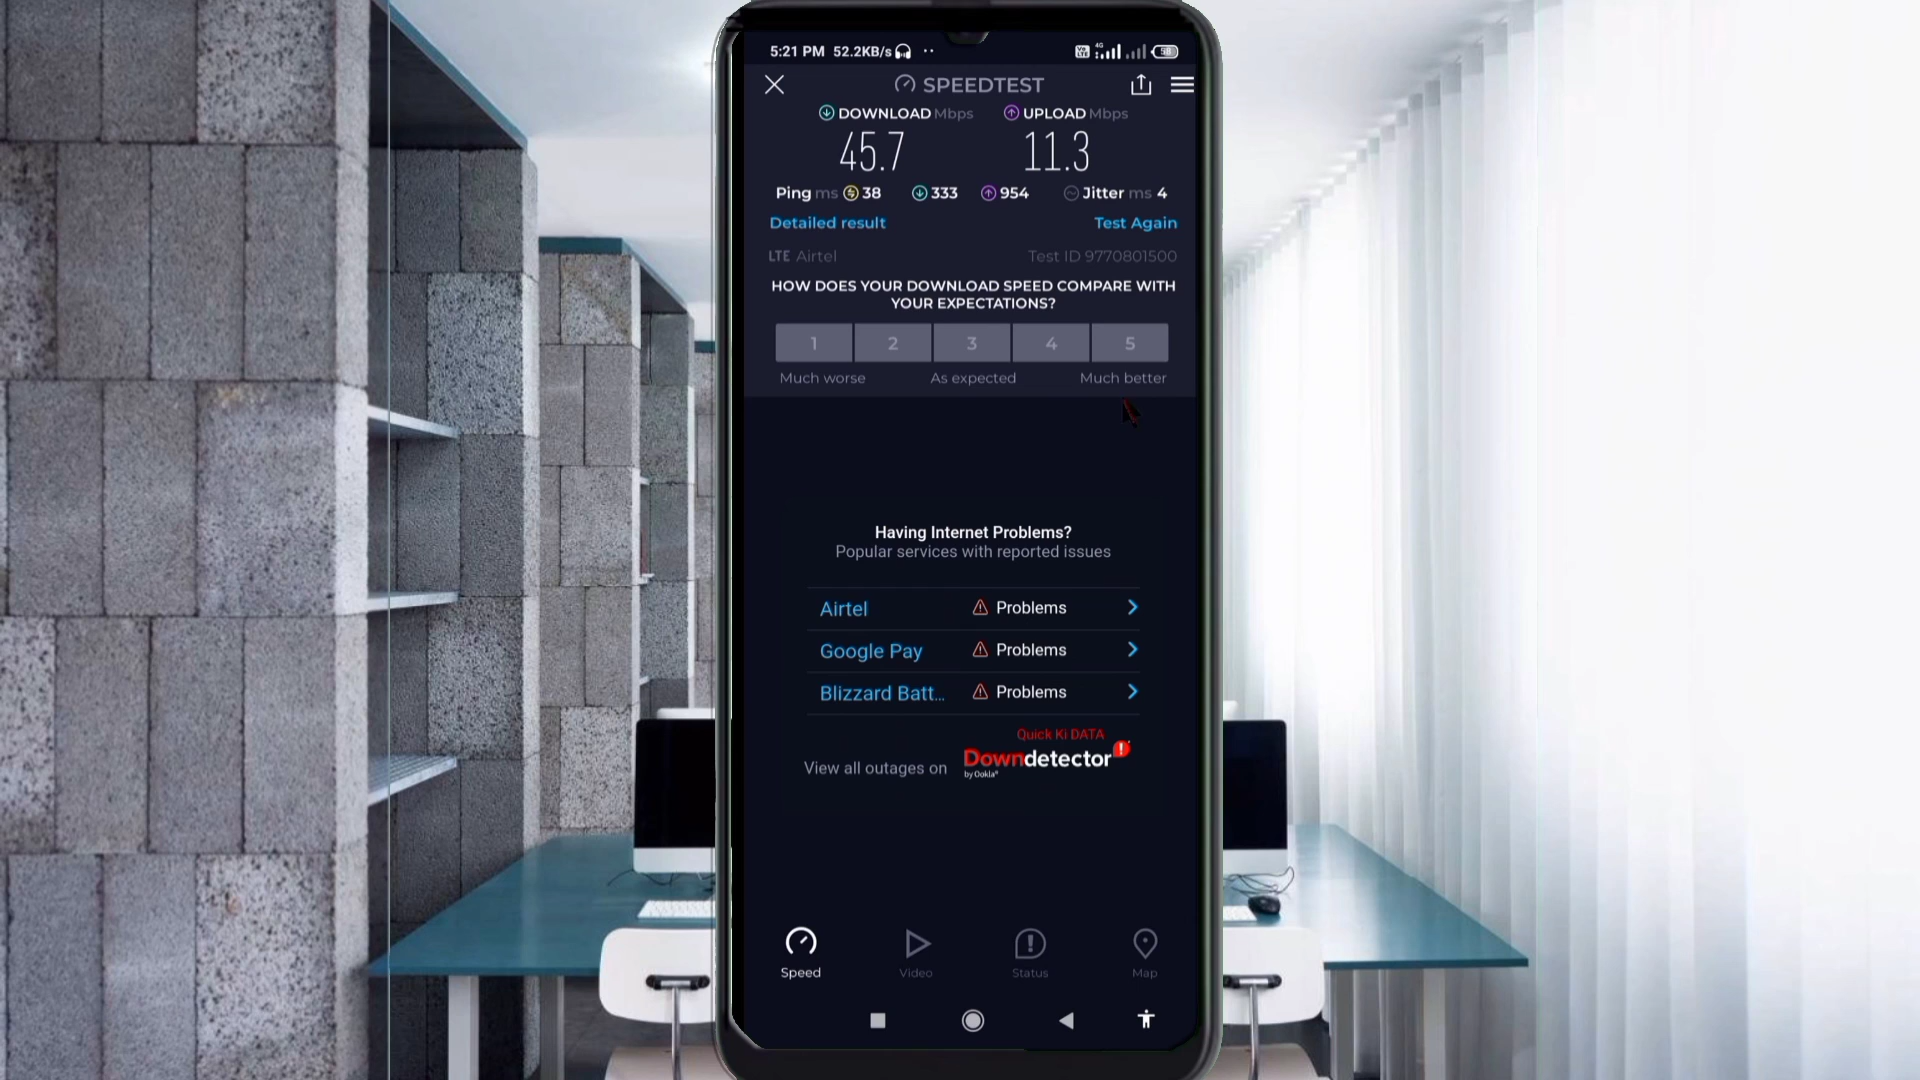 5:21 PM 52.2KB/s
4G
58
SPEEDTEST
DOWNLOAD Mbps UPLOAD Mbps
45.7 11.3
Ping ms 38 333 954 Jitter ms 4
Detailed result Test Again
LTE Airtel Test ID 9770801500
HOW DOES YOUR DOWNLOAD SPEED COMPARE WITH
YOUR EXPECTATIONS?
1 2 3 4 5
Much worse As expected Much better
Having Internet Problems?
Popular services with reported issues
Airtel Problems
Google Pay Problems
Blizzard Batt... Problems
Quick Ki DATA
View all outages on Downdetector
by Ookla®
Speed Video Status Map